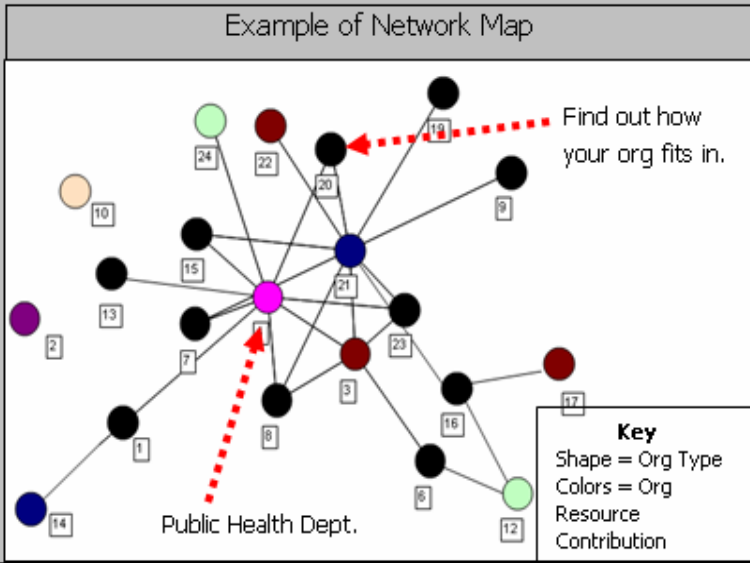 Example of Network Map
19
Find out how
your org fits in.
24
22
20
9
10
15
21
13
2
7
23
3
17
16
8
1
6
14
12
Public Health Dept.
Key
Shape = Org Type
Colors = Org
Resource
Contribution